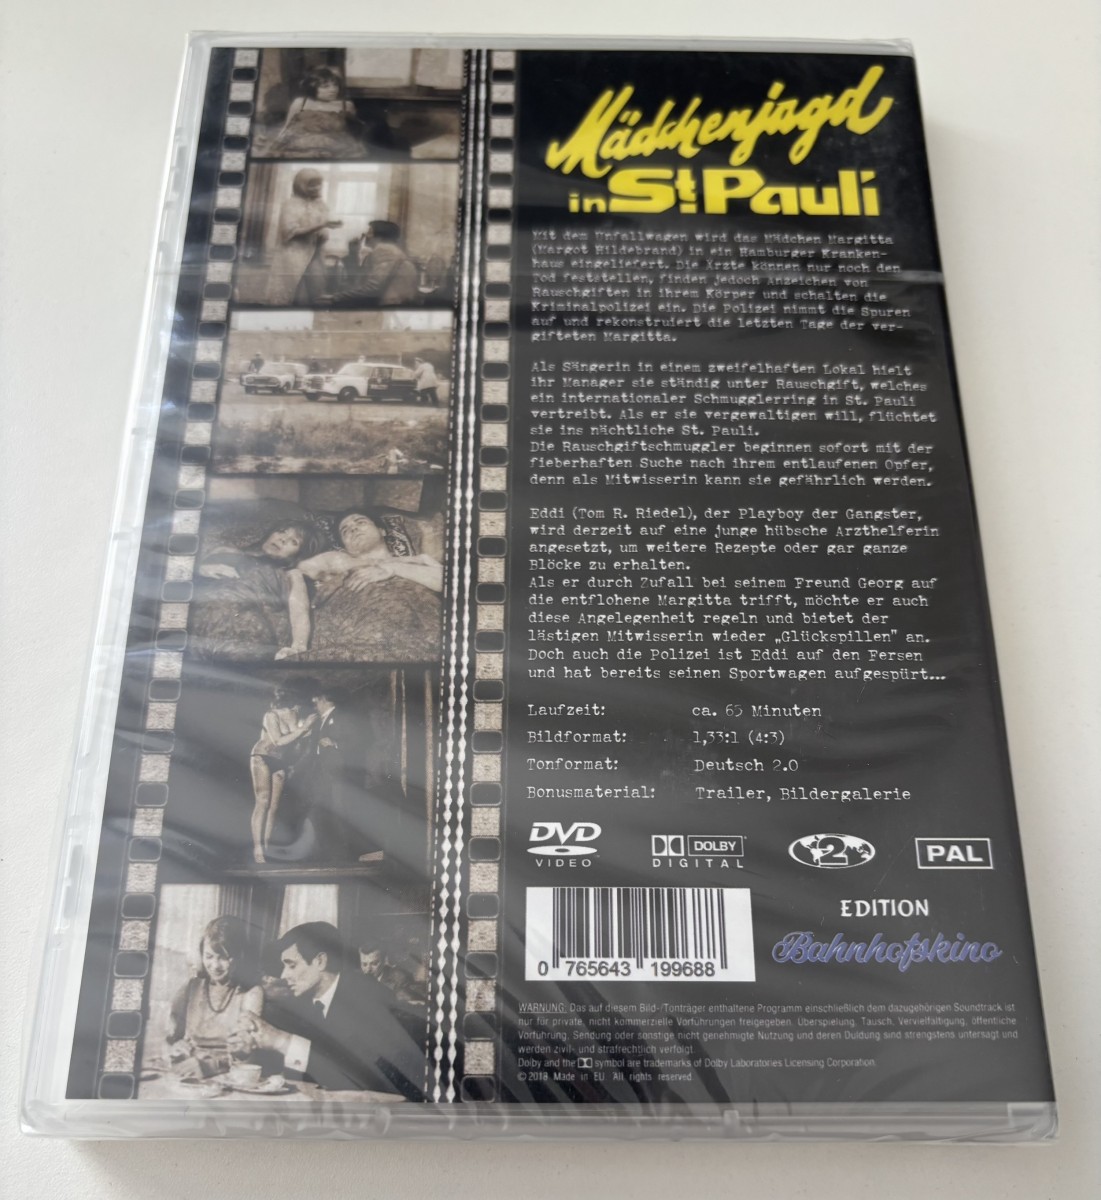 Mädchenjagd
in St. Pauli
Mit dem Unfallwagen wird das Mädchen Margitta
(Margot Hildebrand) in ein Hamburger Kranken-
haus eingeliefert. Die Ärzte können nur noch den
Tod feststellen, finden jedoch Anzeichen von
Rauschgiften in ihrem Körper und schalten die
Kriminalpolizei ein. Die Polizei nimmt die Spuren
auf und rekonstruiert die letzten Tage der ver-
gifteten Margitta.
Als Sängerin in einem zweifelhaften Lokal hielt
ihr Manager sie ständig unter Rauschgift, welches
ein internationaler Schmugglerring in St. Pauli
vertreibt. Als er sie vergewaltigen will, flüchtet
sie ins nächtliche St. Pauli.
Die Rauschgiftschmuggler beginnen sofort mit der
fieberhaften Suche nach ihrem entlaufenen Opfer,
denn als Mitwisserin kann sie gefährlich werden.
Eddi (Tom R. Riedel), der Playboy der Gangster,
wird derzeit auf eine junge hübsche Arzthelferin
angesetzt, um weitere Rezepte oder gar ganze
Blöcke zu erhalten.
Als er durch Zufall bei seinem Freund Georg auf
die entflohene Margitta trifft, möchte er auch
diese Angelegenheit regeln und bietet der
lästigen Mitwisserin wieder „Glückspillen" an.
Doch auch die Polizei ist Eddi auf den Fersen
und hat bereits seinen Sportwagen aufgespürt...
Laufzeit: ca. 65 Minuten
Bildformat: 1,33:1 (4:3)
Tonformat: Deutsch 2.0
Bonusmaterial: Trailer, Bildergalerie
DVD VIDEO DOLBY DIGITAL 2 PAL
EDITION
Bahnhofskino
0 765643 199688
WARNUNG: Das auf diesem Bild-/Tonträger enthaltene Programm einschließlich dem dazugehörigen Soundtrack ist
nur für private, nicht kommerzielle Vorführungen freigegeben. Überspielung, Tausch, Vervielfältigung, öffentliche
Vorführung, Sendung oder sonstige nicht genehmigte Nutzung und deren Duldung sind strengstens untersagt und
werden zivil- und strafrechtlich verfolgt.
Dolby and the symbol are trademarks of Dolby Laboratories Licensing Corporation.
©2018 Made in EU. All rights reserved.